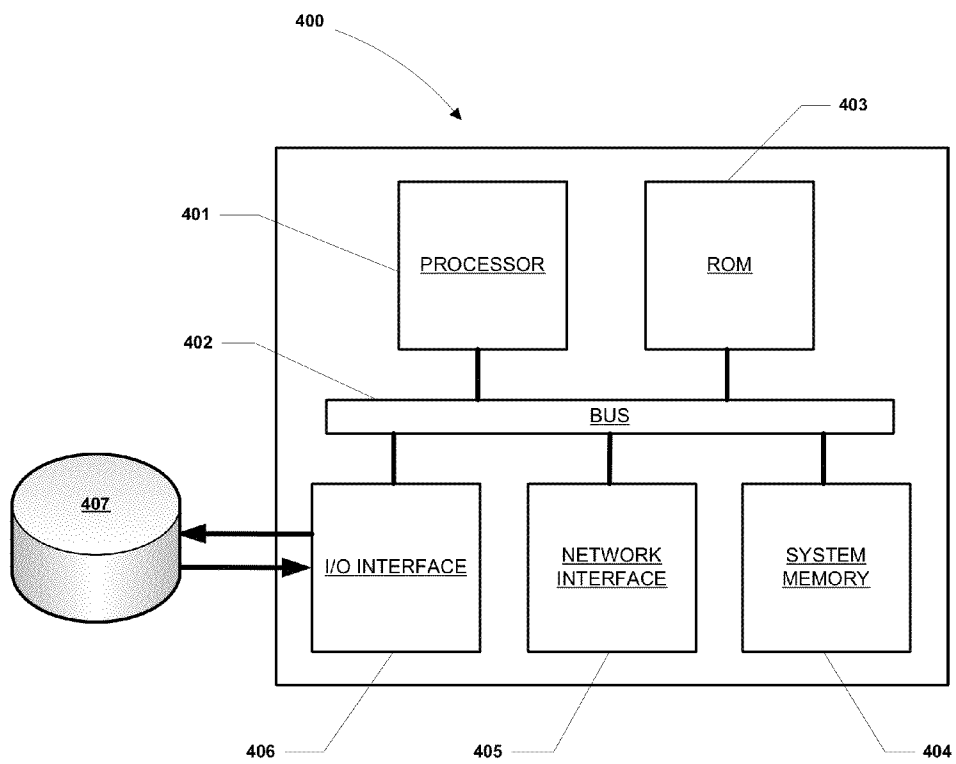 400
403
401
PROCESSOR
ROM
402
BUS
407
I/O INTERFACE
NETWORK
INTERFACE
SYSTEM
MEMORY
406
405
404